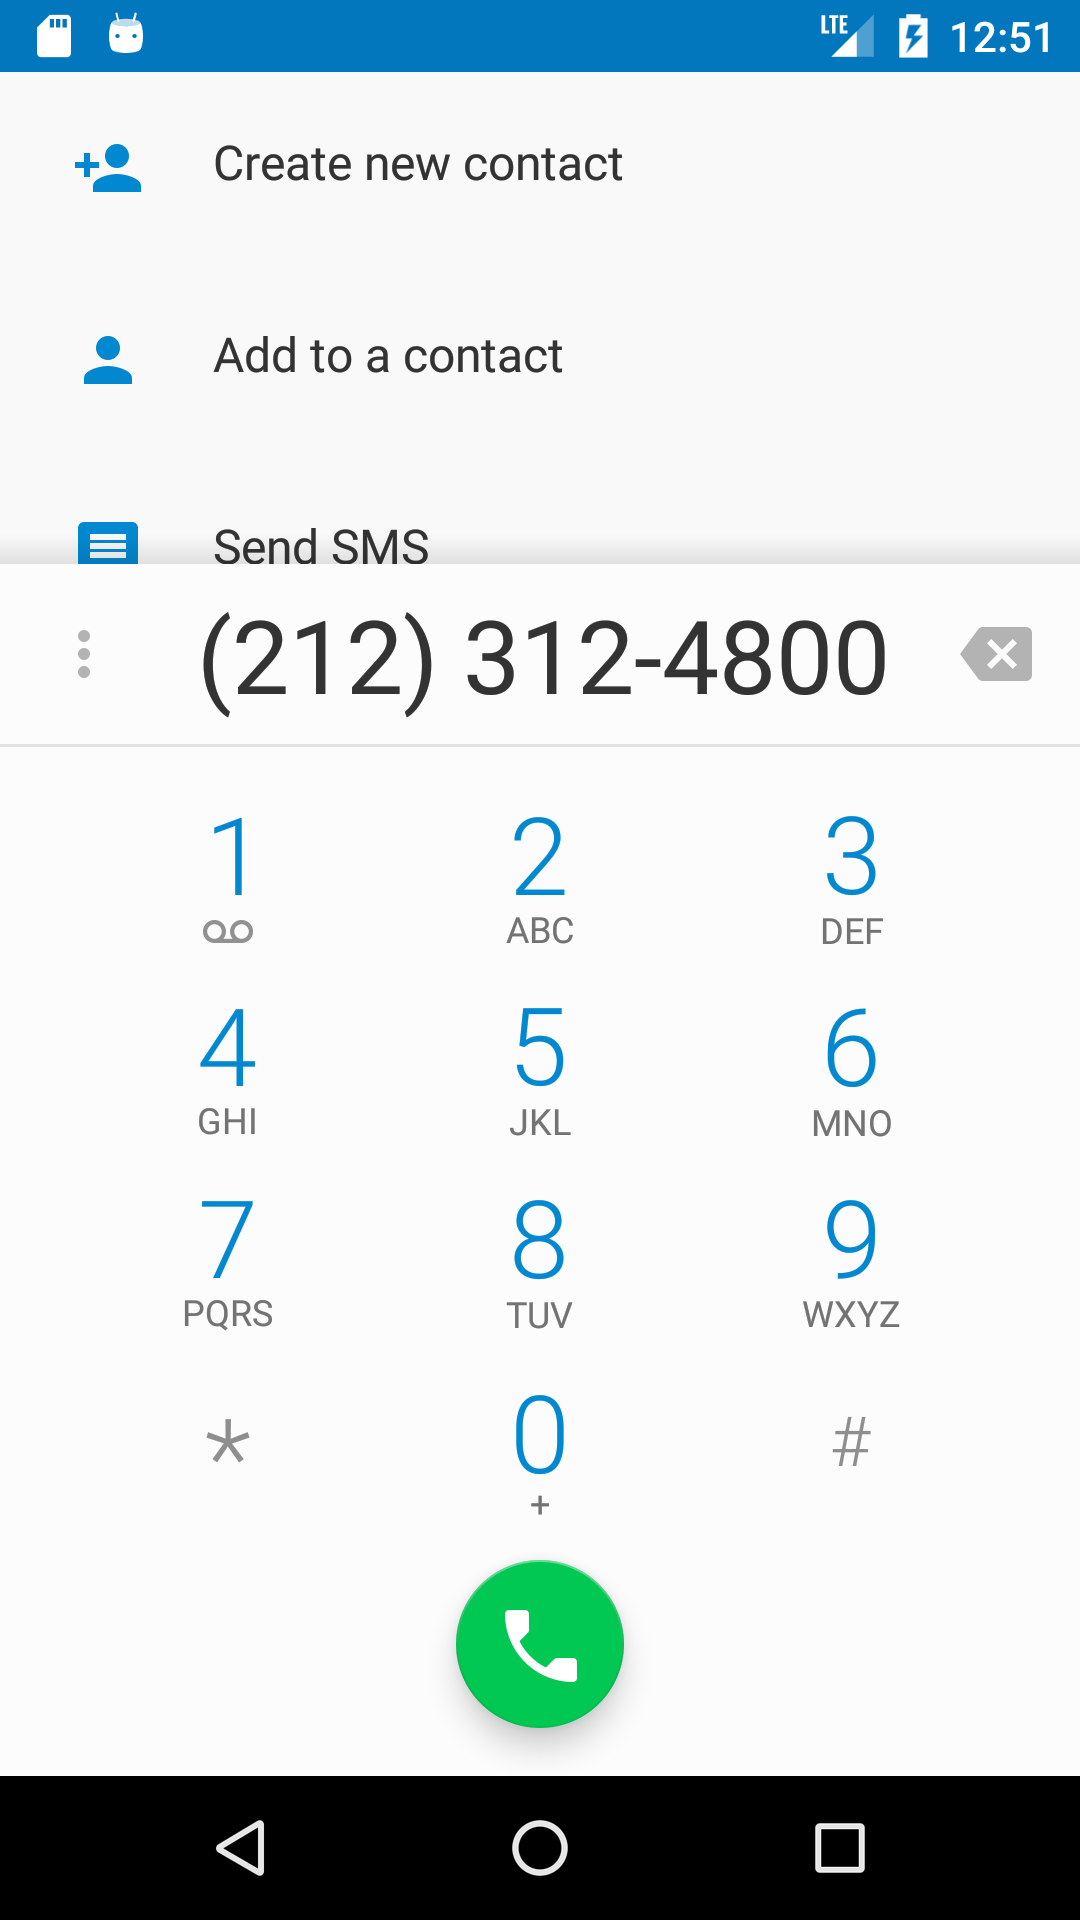 LTE 12:51
Create new contact
Add to a contact
Send SMS
(212) 312-4800
1 2 3
ABC DEF
4 5 6
GHI JKL MNO
7 8 9
PQRS TUV WXYZ
* 0 #
+